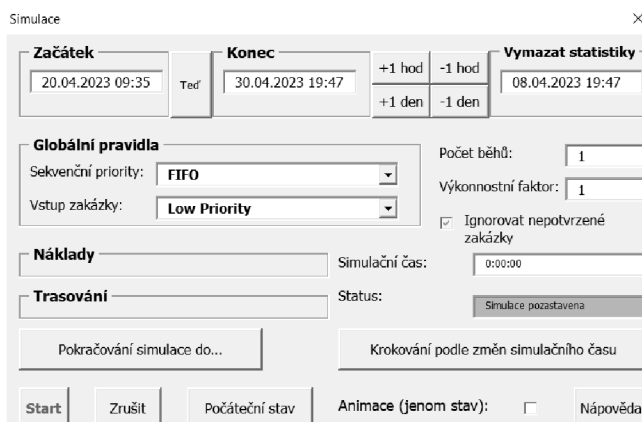 Simulace
Začátek
Konec
Vymazat statistiky
20.04.2023 09:35
Teď
30.04.2023 19:47
+1 hod
-1 hod
+1 den
-1 den
08.04.2023 19:47
Globální pravidla
Sekvenční priority:
FIFO
Vstup zakázky:
Low Priority
Počet běhů:
1
Výkonnostní faktor:
1
Ignorovat nepotvrzené
zakázky
Náklady
Simulační čas:
0:00:00
Trasování
Status:
Simulace pozastavena
Pokračování simulace do...
Krokování podle změn simulačního času
Start
Zrušit
Počáteční stav
Animace (jenom stav):
Nápověda